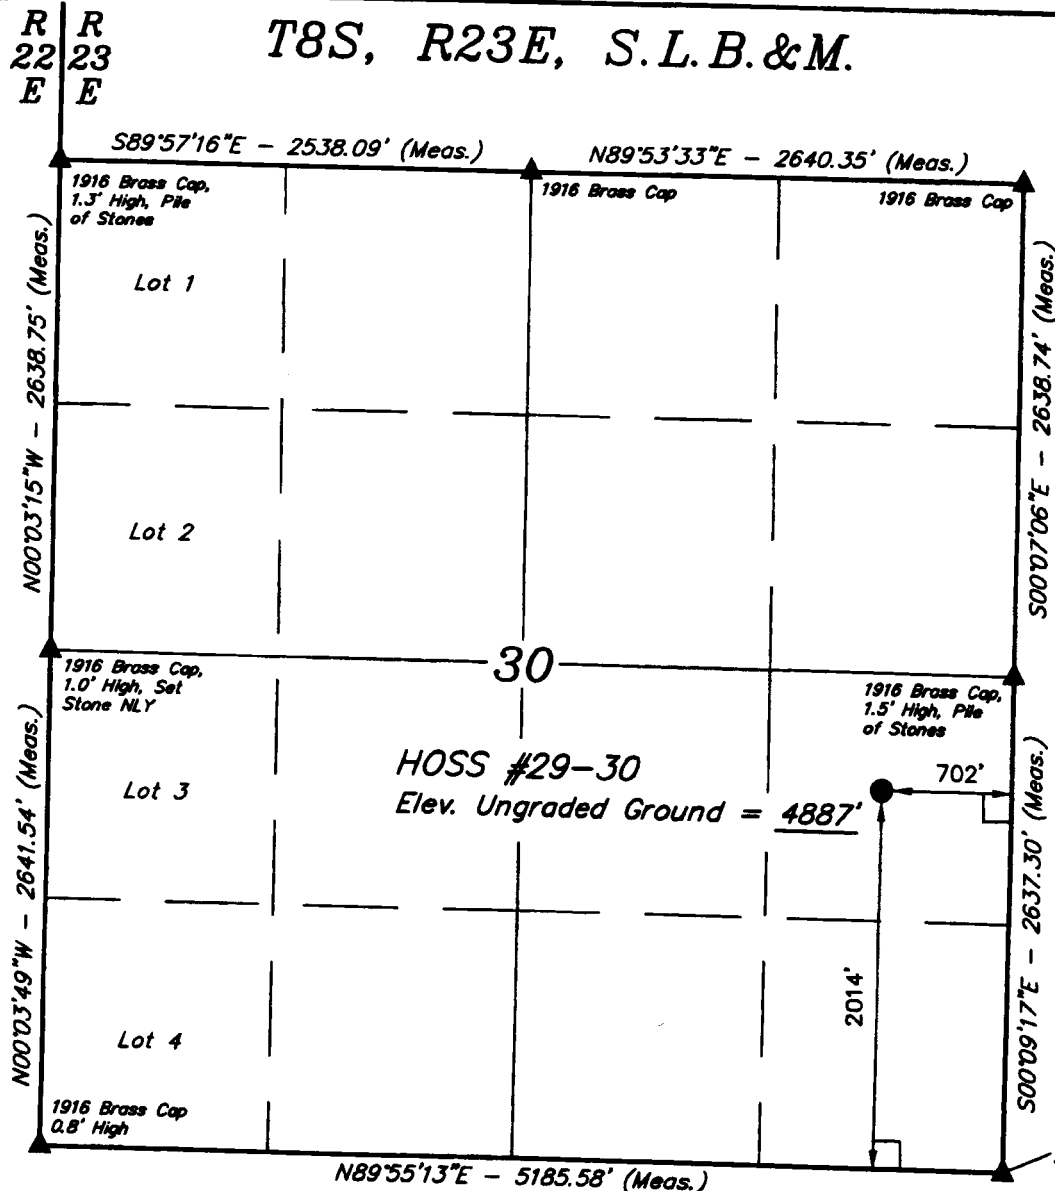 R R
22 23
E E
T8S, R23E, S.L.B.&M.
S89°57'16"E - 2538.09' (Meas.)
N89°53'33"E - 2640.35' (Meas.)
1916 Brass Cap,
1.3' High, Pile
of Stones
1916 Brass Cap
1916 Brass Cap
N00°03'15"W - 2638.75' (Meas.)
Lot 1
S00°07'06"E - 2638.74' (Meas.)
Lot 2
30
1916 Brass Cap,
1.0' High, Set
Stone NLY
1916 Brass Cap,
1.5' High, Pile
of Stones
HOSS #29-30
Elev. Ungraded Ground = 4887'
702'
N00°03'49"W - 2641.54' (Meas.)
Lot 3
S00°09'17"E - 2637.30' (Meas.)
2014'
Lot 4
1916 Brass Cap
0.8' High
N89°55'13"E - 5185.58' (Meas.)